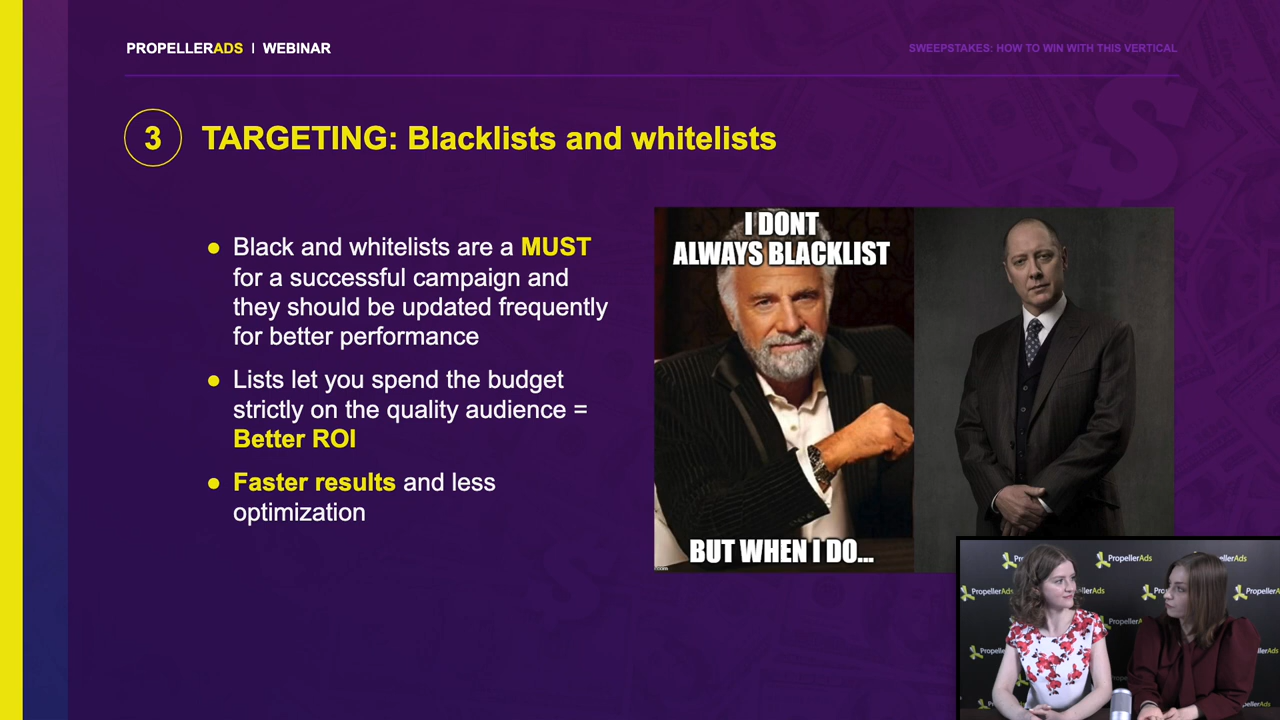 PROPELLERADS | WEBINAR
SWEEPSTAKES: HOW TO WIN WITH THIS VERTICAL
3 TARGETING: Blacklists and whitelists
● Black and whitelists are a MUST
for a successful campaign and
they should be updated frequently
for better performance
● Lists let you spend the budget
strictly on the quality audience =
Better ROI
● Faster results and less
optimization
I DONT
ALWAYS BLACKLIST
BUT WHEN I DO...
PropellerAds
PropellerAds
PropellerAds